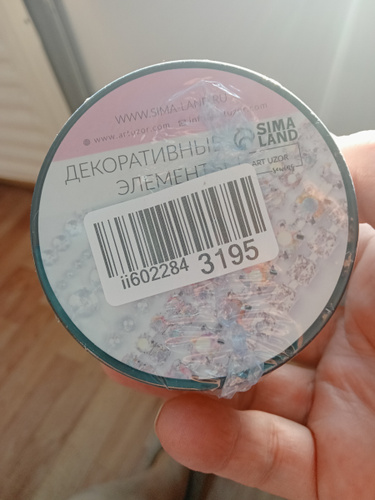 WWW.SIMA-LAND.RU
www.artuzor.com
SIMA
LAND
ДЕКОРАТИВНЫЕ
ЭЛЕМЕНТ
ART UZOR
ii602284 3195